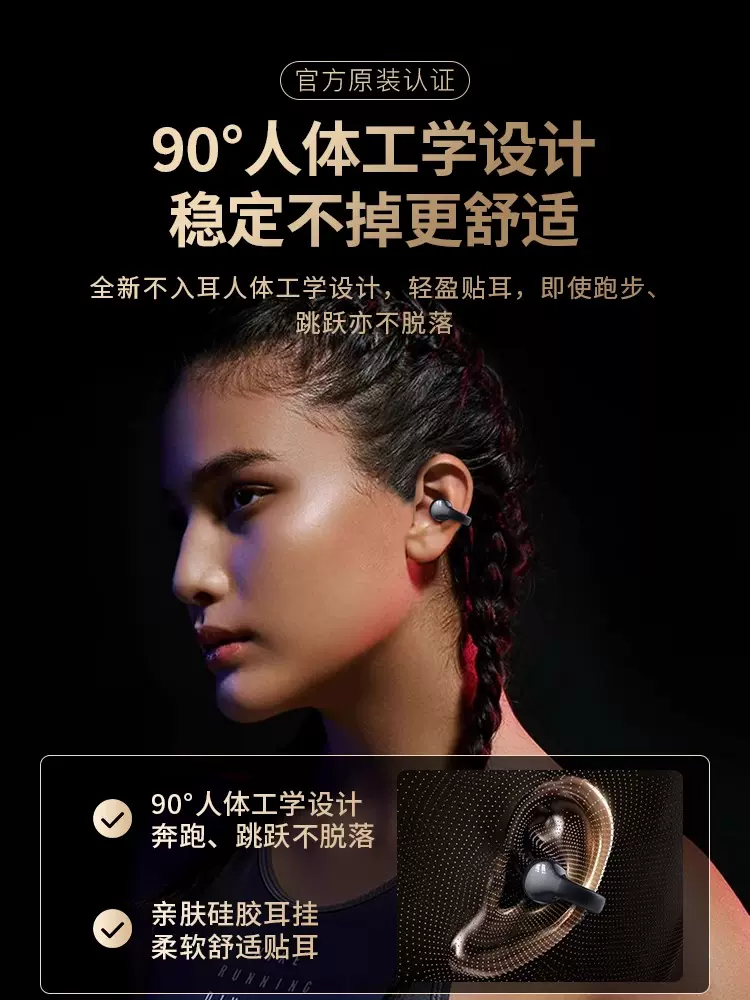 官方原装认证
90°人体工学设计
稳定不掉更舒适
全新不入耳人体工学设计，轻盈贴耳，即使跑步、
跳跃亦不脱落
90°人体工学设计
奔跑、跳跃不脱落
亲肤硅胶耳挂
柔软舒适贴耳
RUNNING